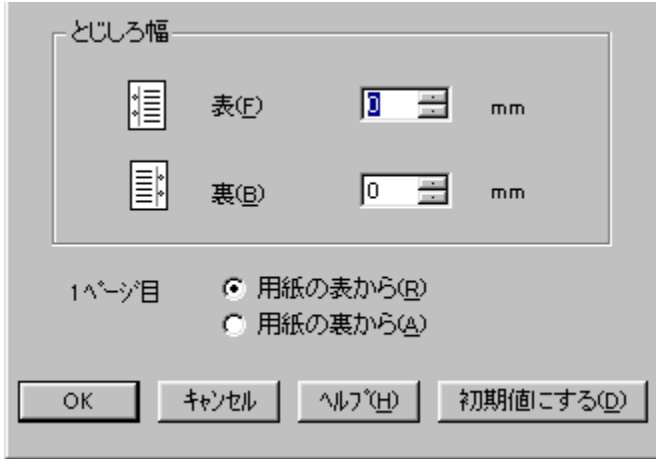 とじしろ幅
表(F) 0 mm
裏(B) 0 mm
1ﾍﾟｰｼﾞ目 用紙の表から(R)
用紙の裏から(A)
OK ｷｬﾝｾﾙ ﾍﾙﾌﾟ(H) 初期値にする(D)